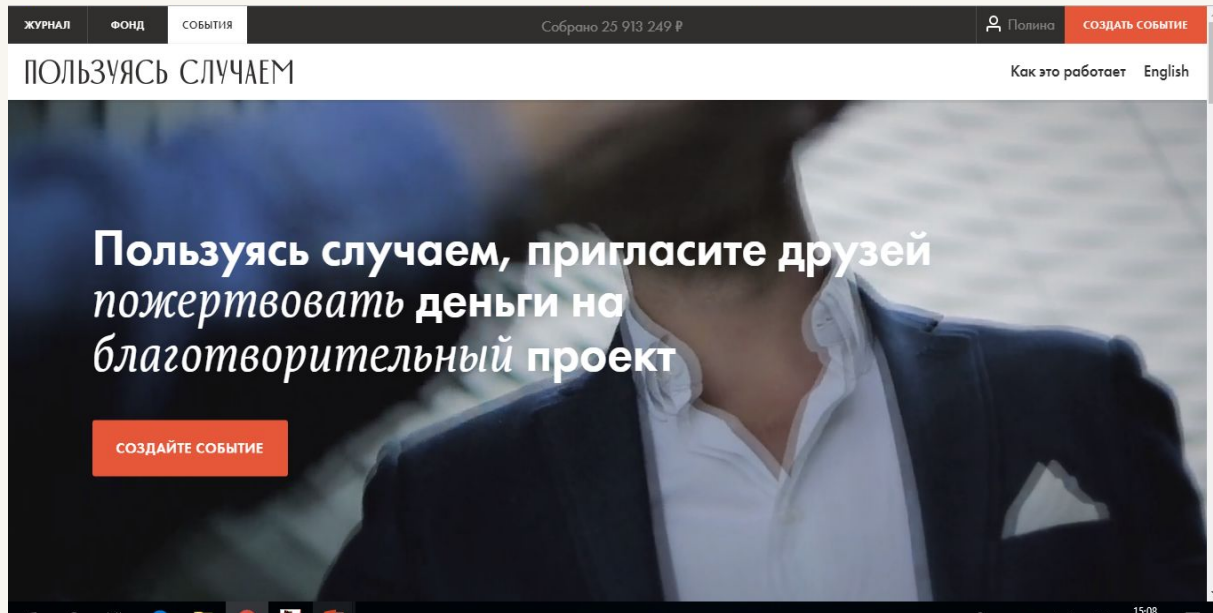 ЖУРНАЛ ФОНД СОБЫТИЯ Собрано 25 913 249 ₽ Полина СОЗДАТЬ СОБЫТИЕ
ПОЛЬЗУЯСЬ СЛУЧАЕМ Как это работает English
Пользуясь случаем, пригласите друзей
пожертвовать деньги на
благотворительный проект
СОЗДАЙТЕ СОБЫТИЕ
15:08